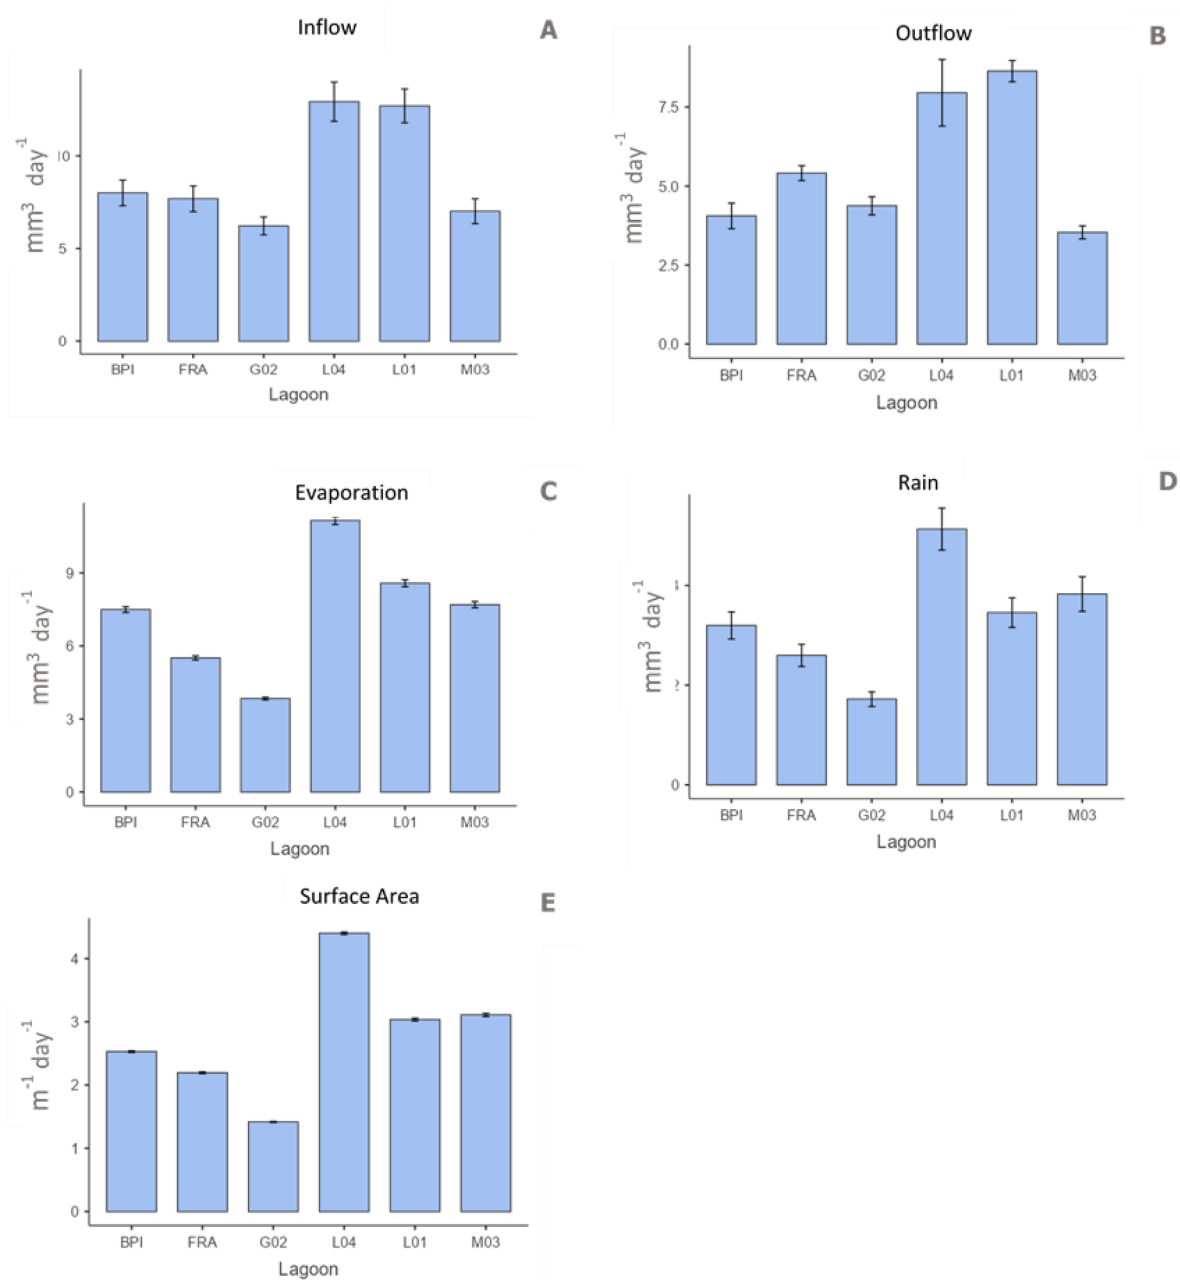 Inflow
A
mm³ day⁻¹
10
5
0
BPI FRA G02 L04 L01 M03
Lagoon
Outflow
B
mm³ day⁻¹
7.5
5.0
2.5
0.0
BPI FRA G02 L04 L01 M03
Lagoon
Evaporation
C
mm³ day⁻¹
9
6
3
0
BPI FRA G02 L04 L01 M03
Lagoon
Rain
D
mm³ day⁻¹
0
BPI FRA G02 L04 L01 M03
Lagoon
Surface Area
E
m⁻¹ day⁻¹
4
3
2
1
0
BPI FRA G02 L04 L01 M03
Lagoon